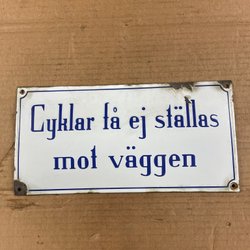 Cyklar få ej ställas
mot väggen